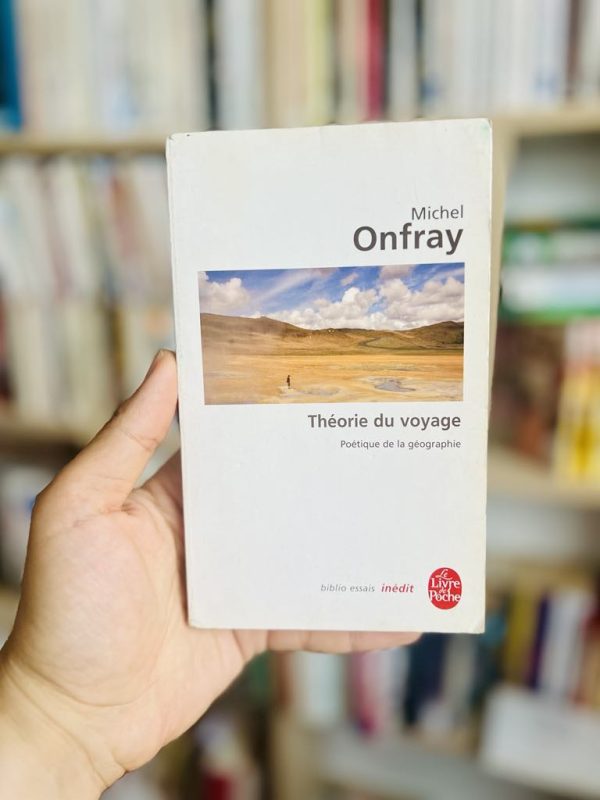 Michel
Onfray
Théorie du voyage
Poétique de la géographie
biblio essais inédit
Le
Livre
de
Poche